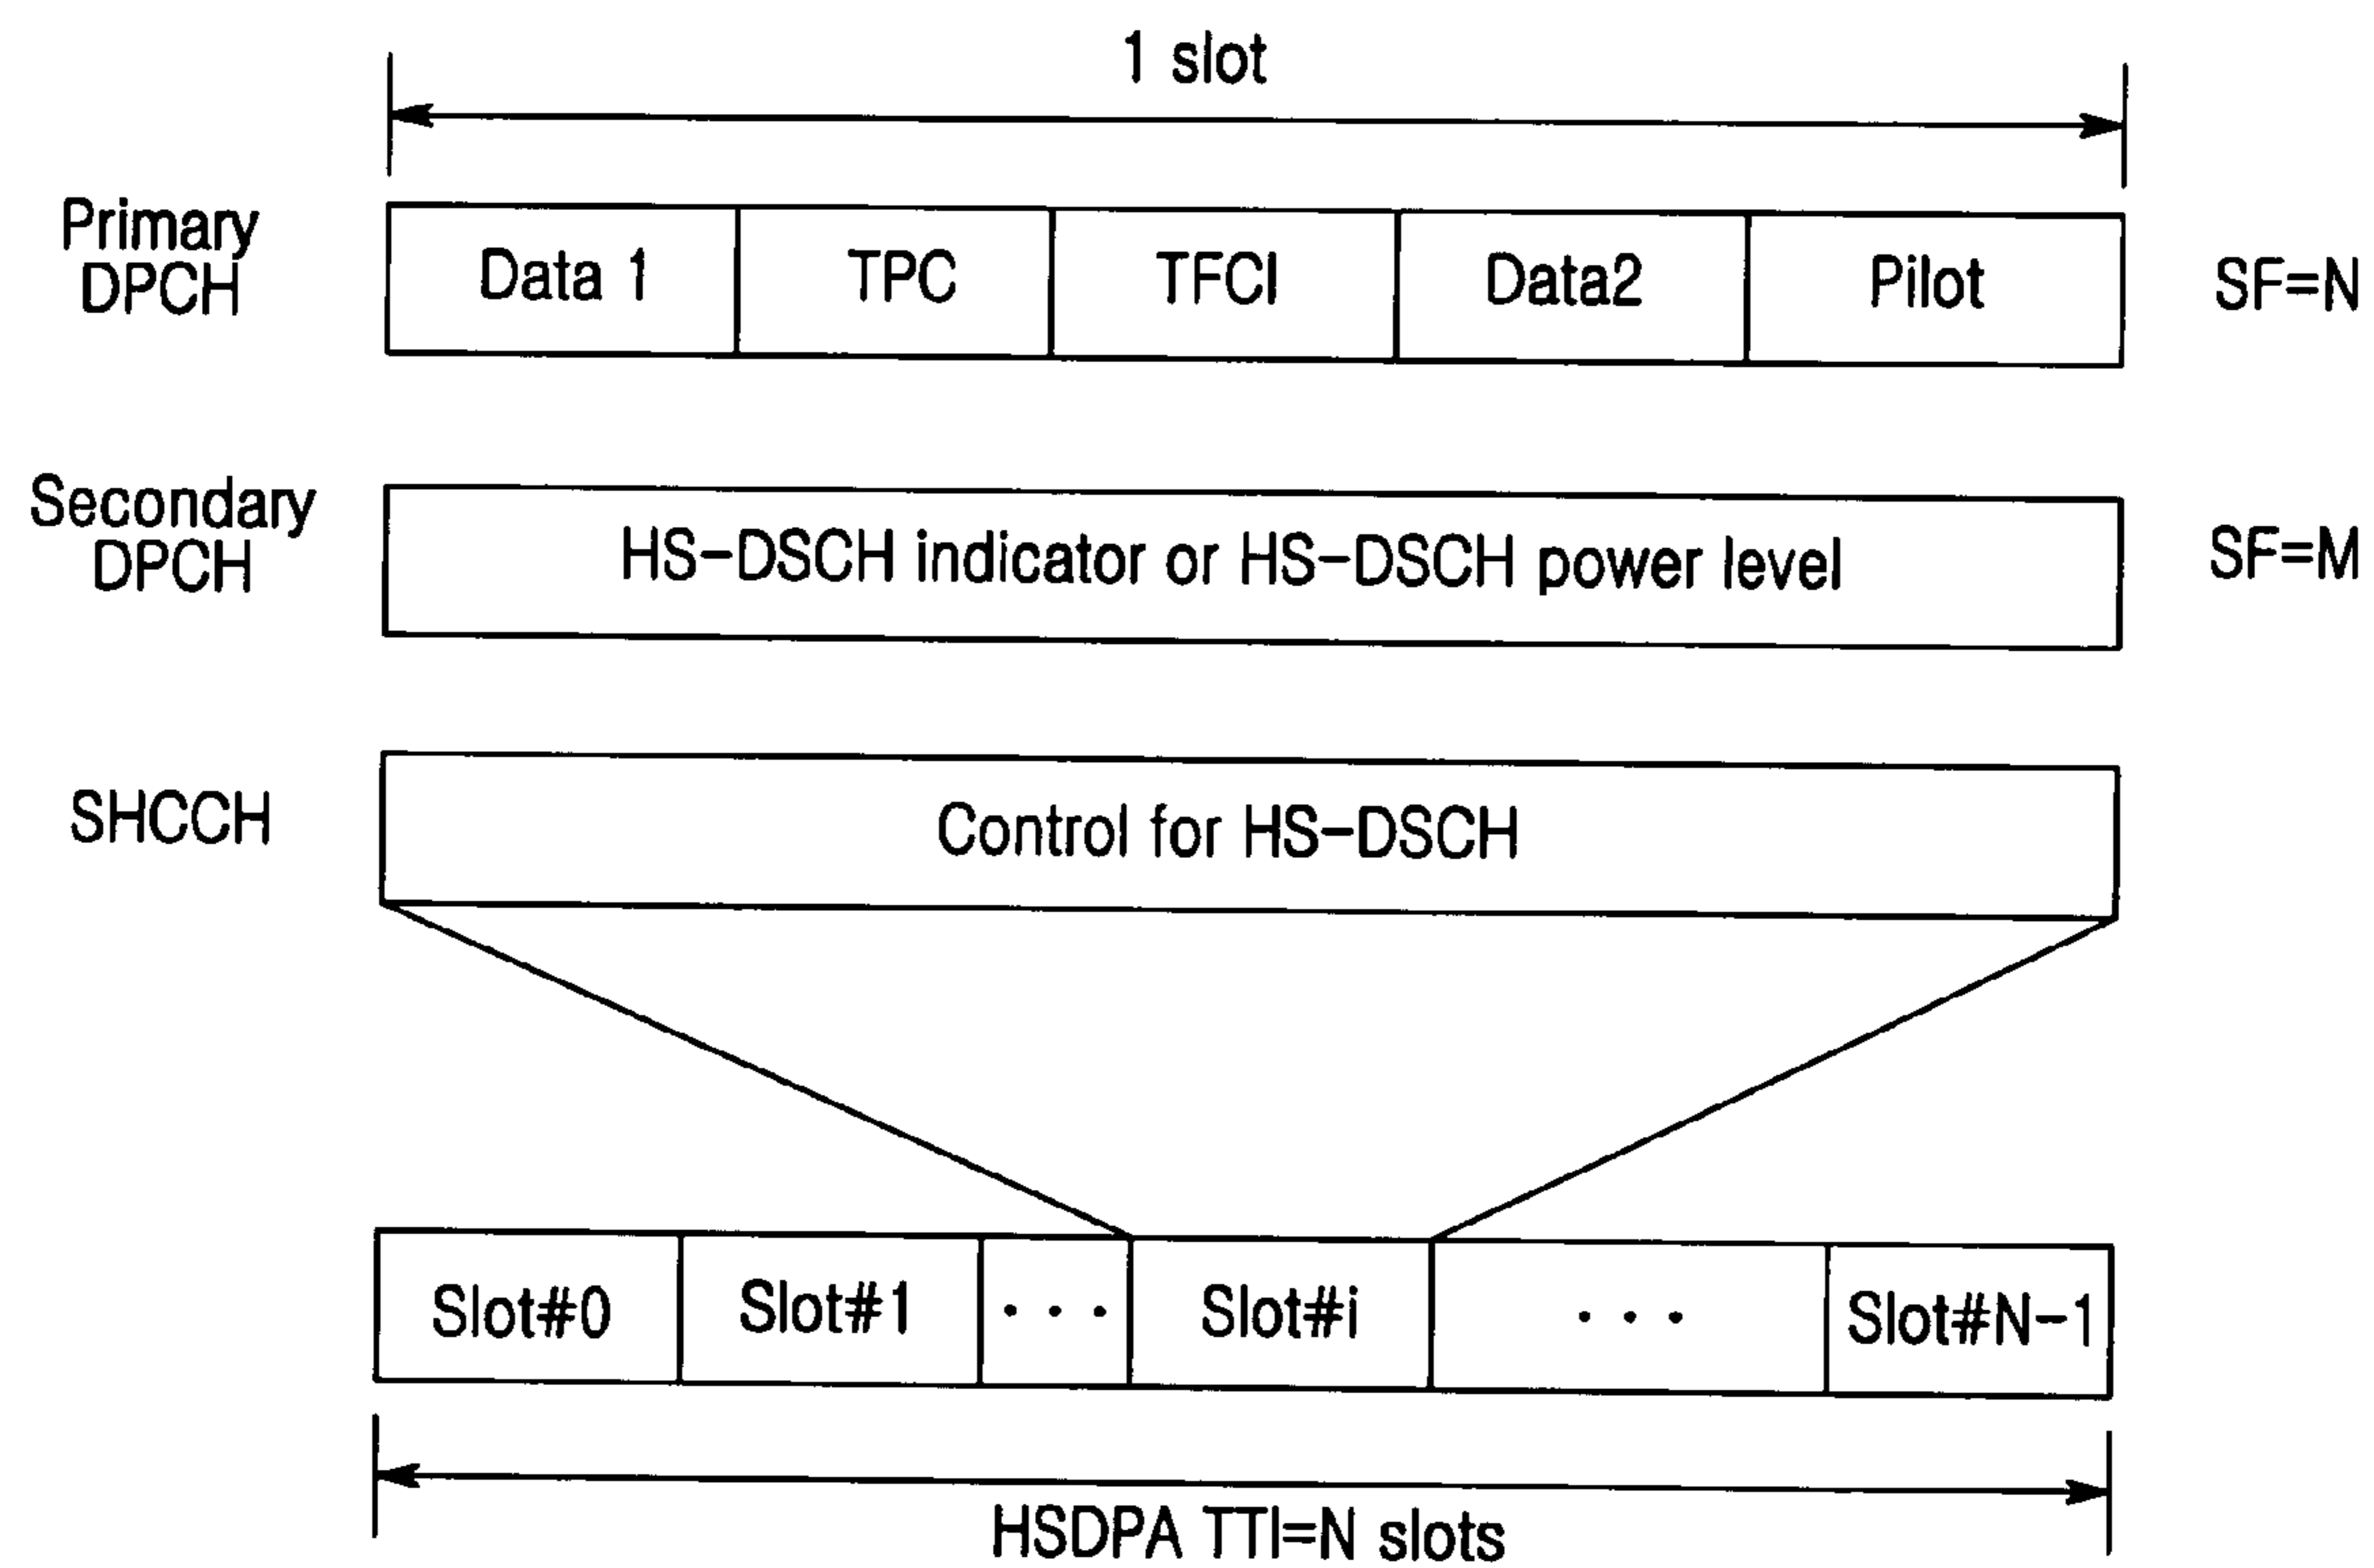 1 slot
Primary
DPCH
Data 1
TPC
TFCI
Data2
Pilot
SF=N
Secondary
DPCH
HS-DSCH indicator or HS-DSCH power level
SF=M
SHCCH
Control for HS-DSCH
Slot#0
Slot#1
...
Slot#i
...
Slot#N-1
HSDPA TTI=N slots